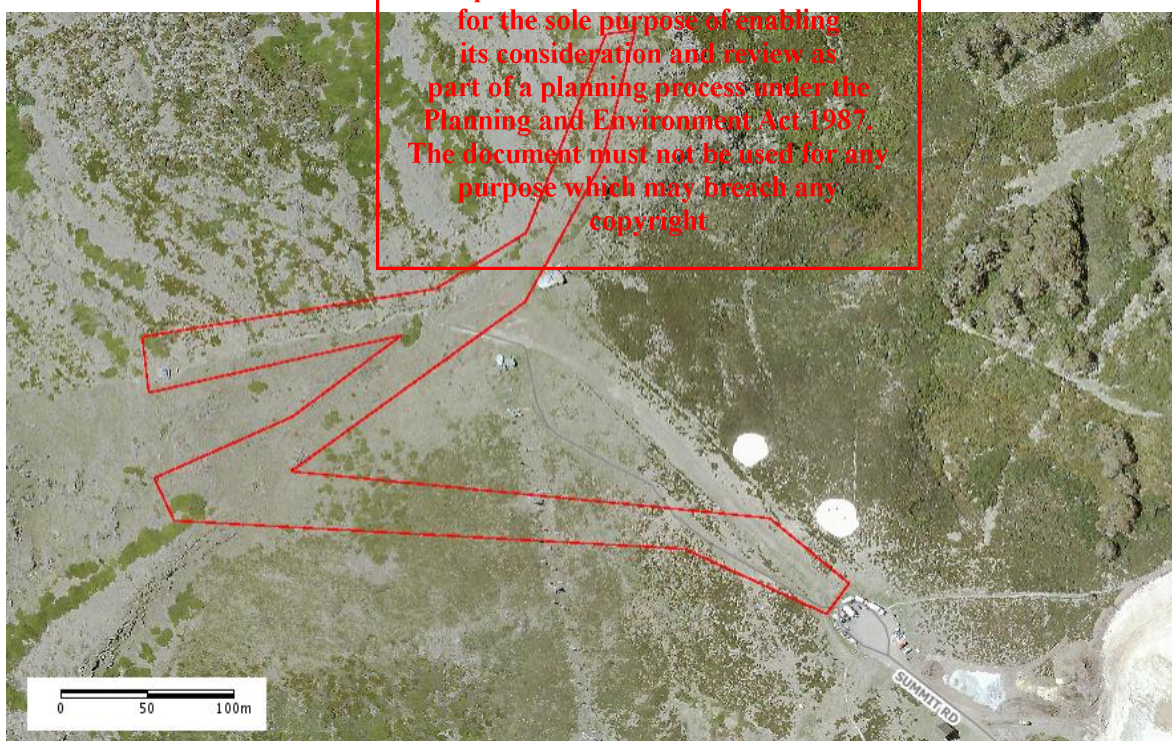 for the sole purpose of enabling
its consideration and review as
part of a planning process under the
Planning and Environment Act 1987.
The document must not be used for any
purpose which may breach any
copyright
SUMMIT RD
0 50 100m